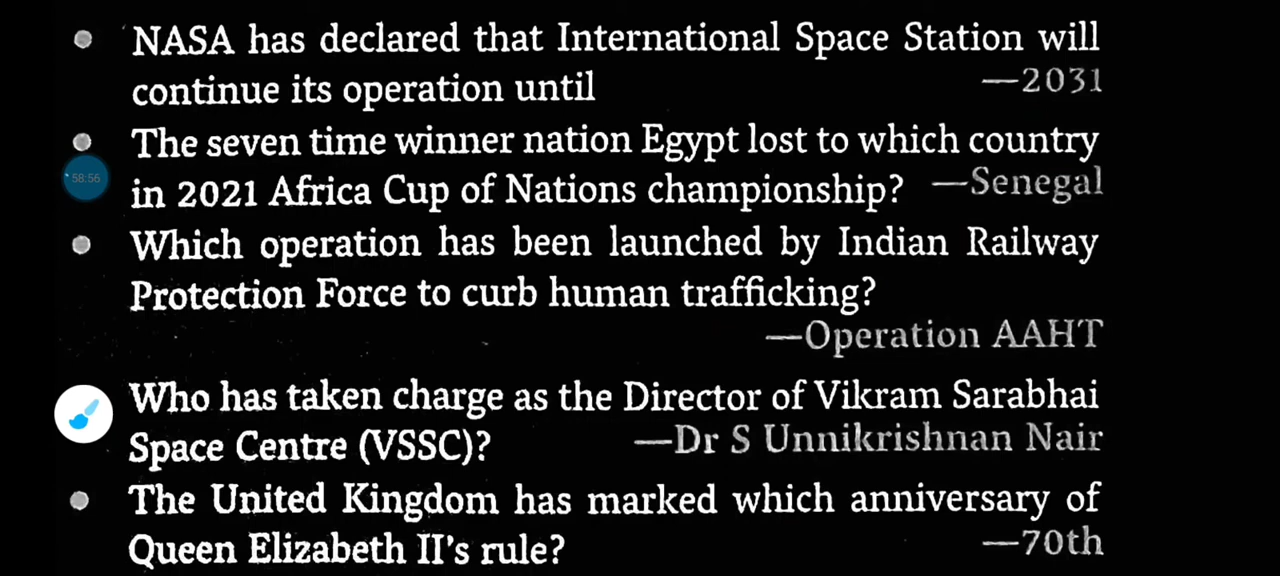 NASA has declared that International Space Station will
continue its operation until —2031
The seven time winner nation Egypt lost to which country
58:56
in 2021 Africa Cup of Nations championship? —Senegal
Which operation has been launched by Indian Railway
Protection Force to curb human trafficking?
—Operation AAHT
Who has taken charge as the Director of Vikram Sarabhai
Space Centre (VSSC)? —Dr S Unnikrishnan Nair
The United Kingdom has marked which anniversary of
Queen Elizabeth II's rule? —70th